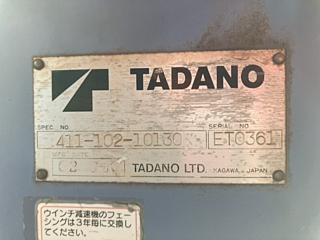 TADANO
SPEC. NO.
411-102-10130
SERIAL NO.
ET0361
TADANO LTD. KAGAWA, JAPAN
ウインチ減速機のフェー
シングは3年毎に交換し
てください。